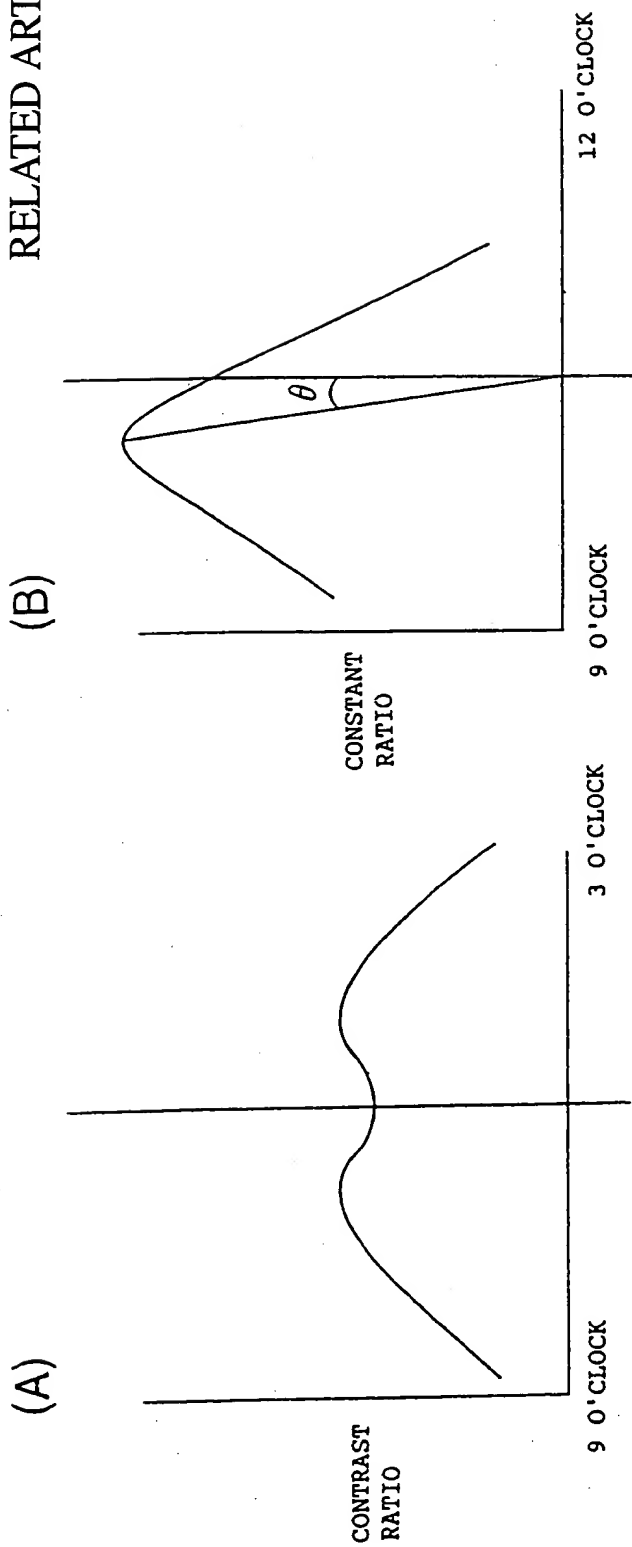 RELATED ART
(A)
CONTRAST
RATIO
9 O'CLOCK
3 O'CLOCK
(B)
CONSTANT
RATIO
θ
9 O'CLOCK
12 O'CLOCK